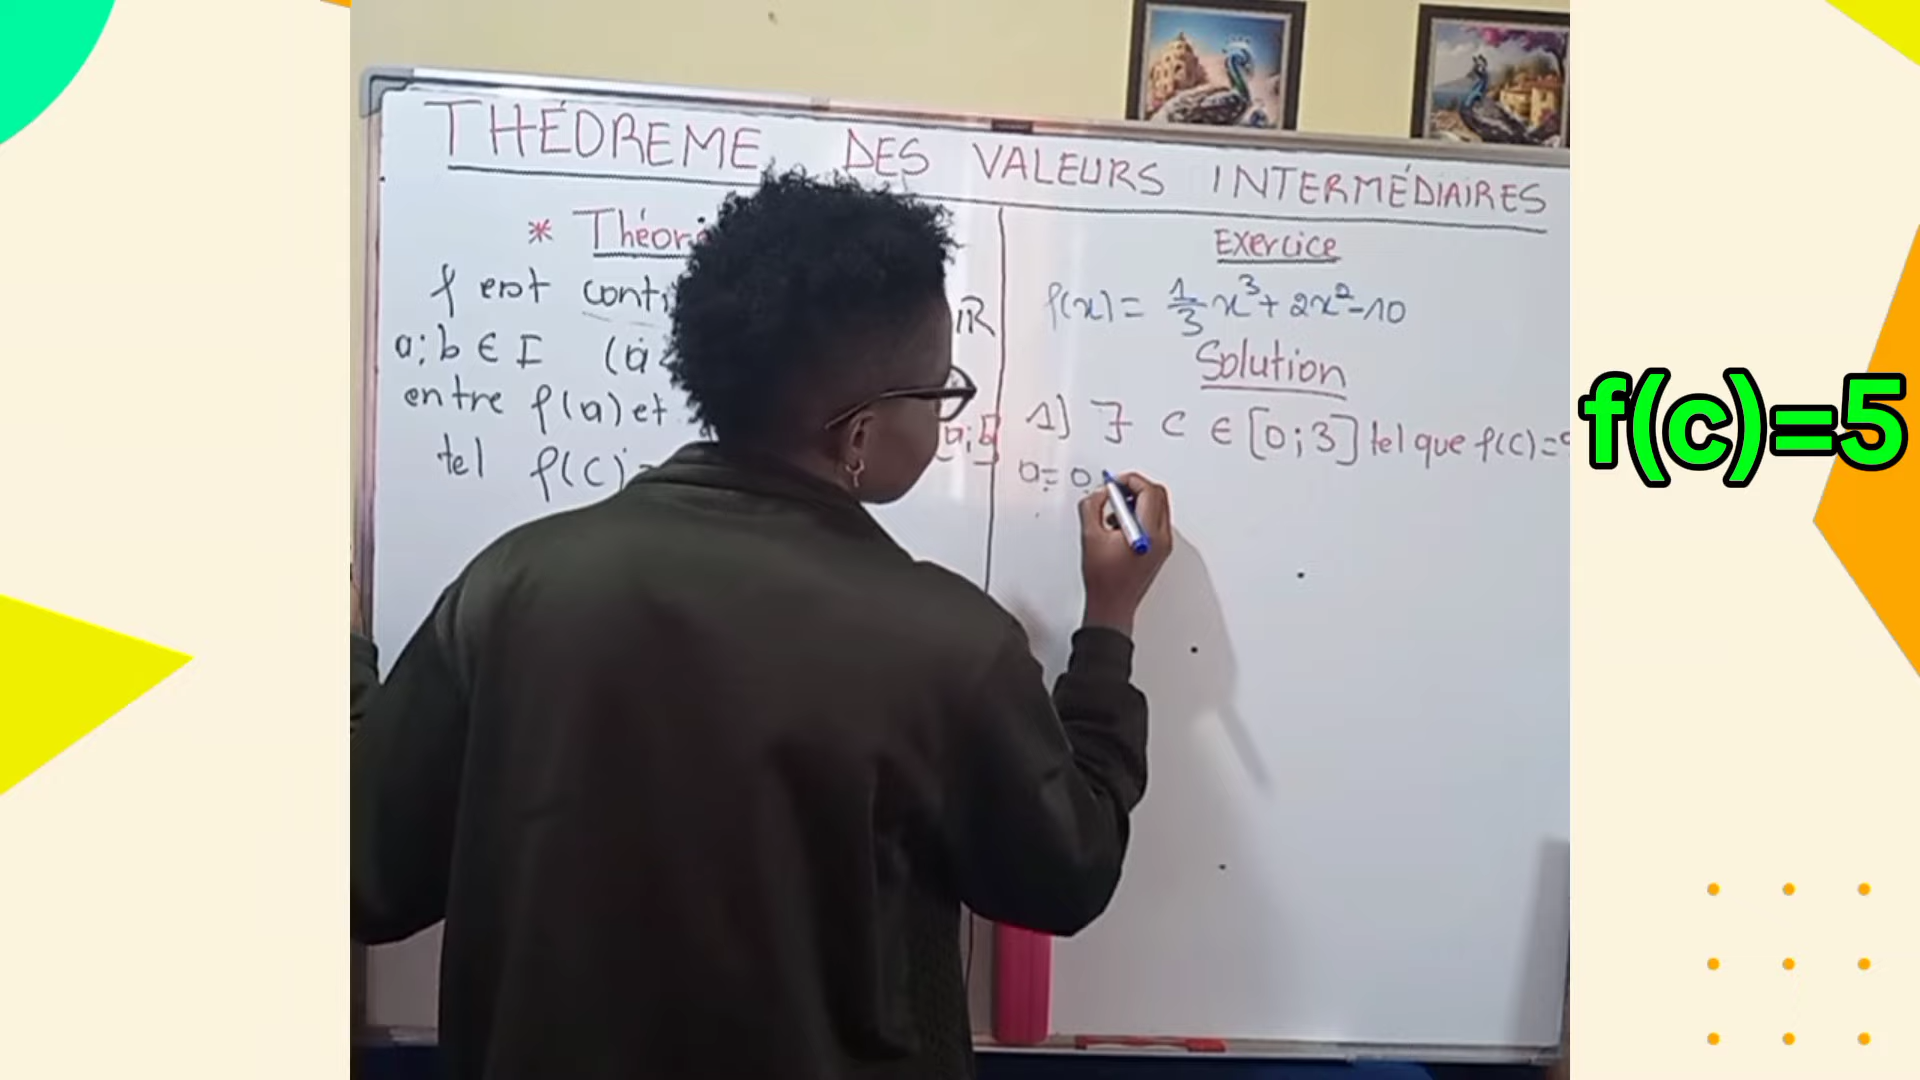 THÉOREME DES VALEURS INTERMÉDIAIRES
* Théor
f est conti IR
a; b ∈ I (a <
entre f(a) et [a; b]
tel f(c) =
Exercice
f(x) = 1/3 x³ + 2x² - 10
Solution
1) ∃ c ∈ [0; 3] tel que f(c) =
a = 0
f(c)=5